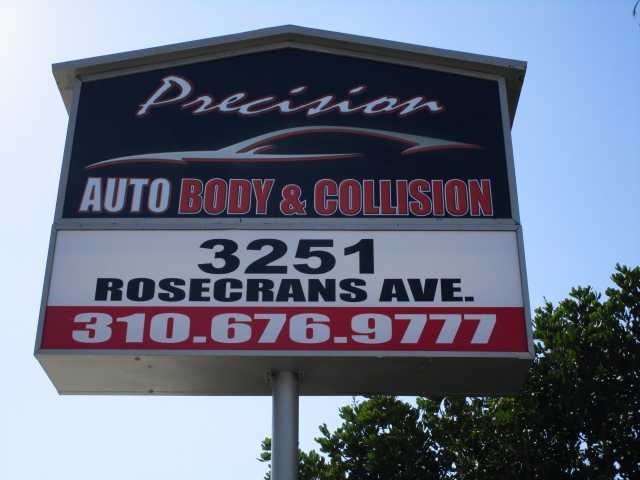 Precision
AUTO BODY & COLLISION
3251
ROSECRANS AVE.
310.676.9777